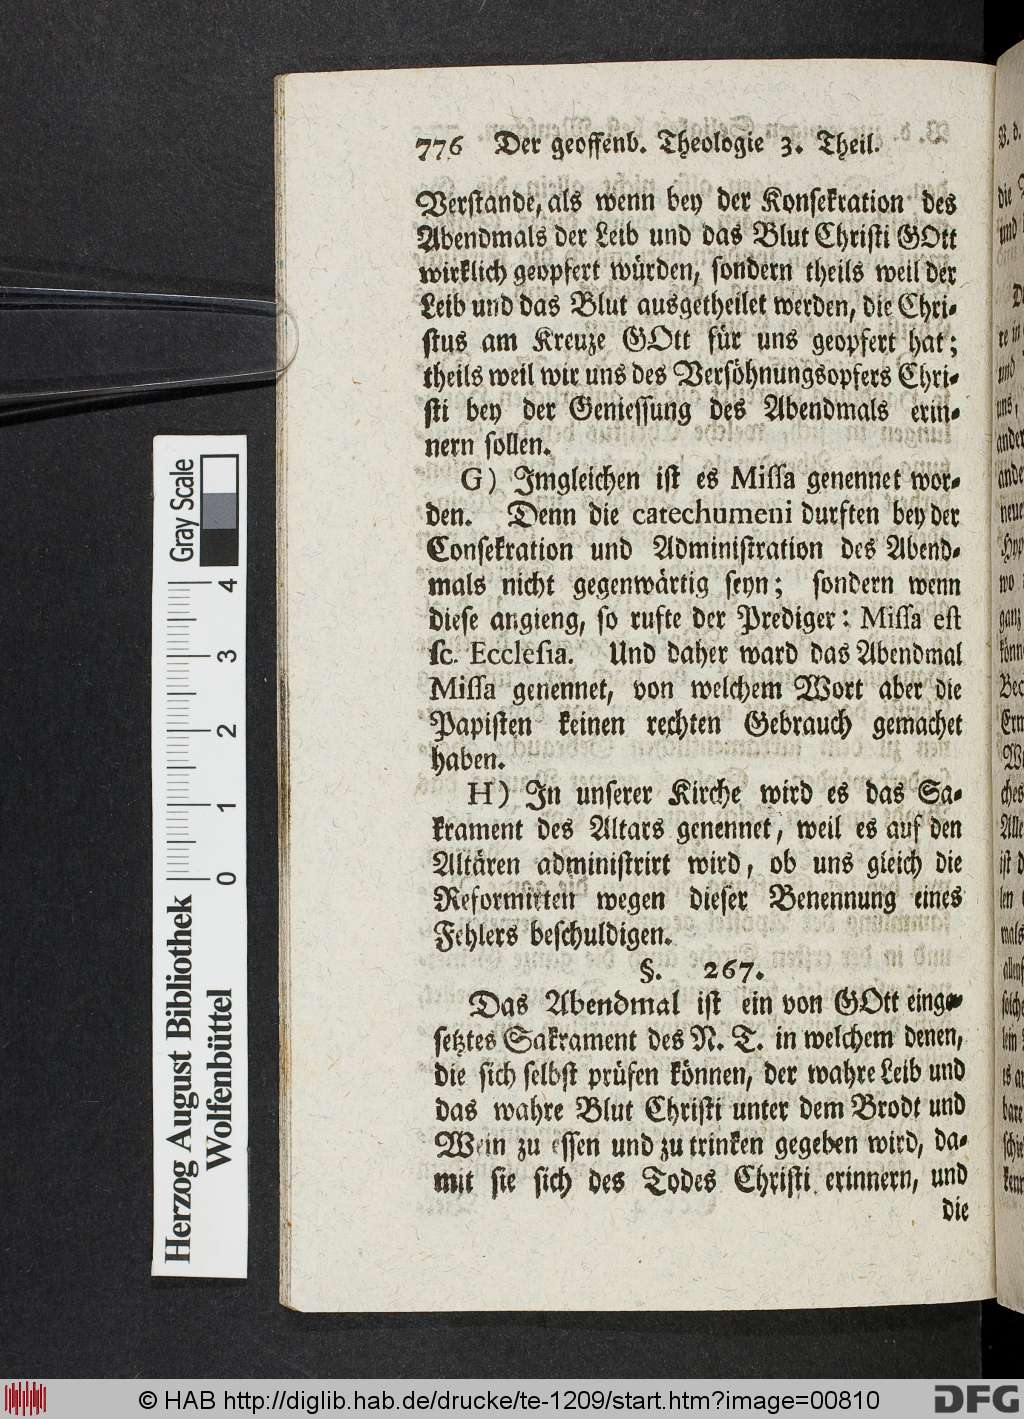 776 Der geoffenb. Theologie 3. Theil.
Verſtande, als wenn bey der Konſekration des
Abendmals der Leib und das Blut Chriſti GOtt
wirklich geopfert würden, ſondern theils weil der
Leib und das Blut ausgetheilet werden, die Chri-
ſtus am Kreuze GOtt für uns geopfert hat;
theils weil wir uns des Verſöhnungsopfers Chri-
ſti bey der Genieſſung des Abendmals erin-
nern ſollen.
G) Imgleichen iſt es Miſſa genennet wor-
den. Denn die catechumeni durften bey der
Conſekration und Adminiſtration des Abend-
mals nicht gegenwärtig ſeyn; ſondern wenn
dieſe angieng, ſo rufte der Prediger: Miſſa eſt
ſc. Eccleſia. Und daher ward das Abendmal
Miſſa genennet, von welchem Wort aber die
Papiſten keinen rechten Gebrauch gemachet
haben.
H) In unſerer Kirche wird es das Sa-
krament des Altars genennet, weil es auf den
Altären adminiſtrirt wird, ob uns gleich die
Reformirten wegen dieſer Benennung eines
Fehlers beſchuldigen.
§. 267.
Das Abendmal iſt ein von GOtt einge-
ſetztes Sakrament des N. T. in welchem denen,
die ſich ſelbſt prüfen können, der wahre Leib und
das wahre Blut Chriſti unter dem Brodt und
Wein zu eſſen und zu trinken gegeben wird, da-
mit ſie ſich des Todes Chriſti erinnern, und
die
Herzog August Bibliothek
Wolfenbüttel
0 1 2 3 4
Gray Scale
© HAB http://diglib.hab.de/drucke/te-1209/start.htm?image=00810
DFG